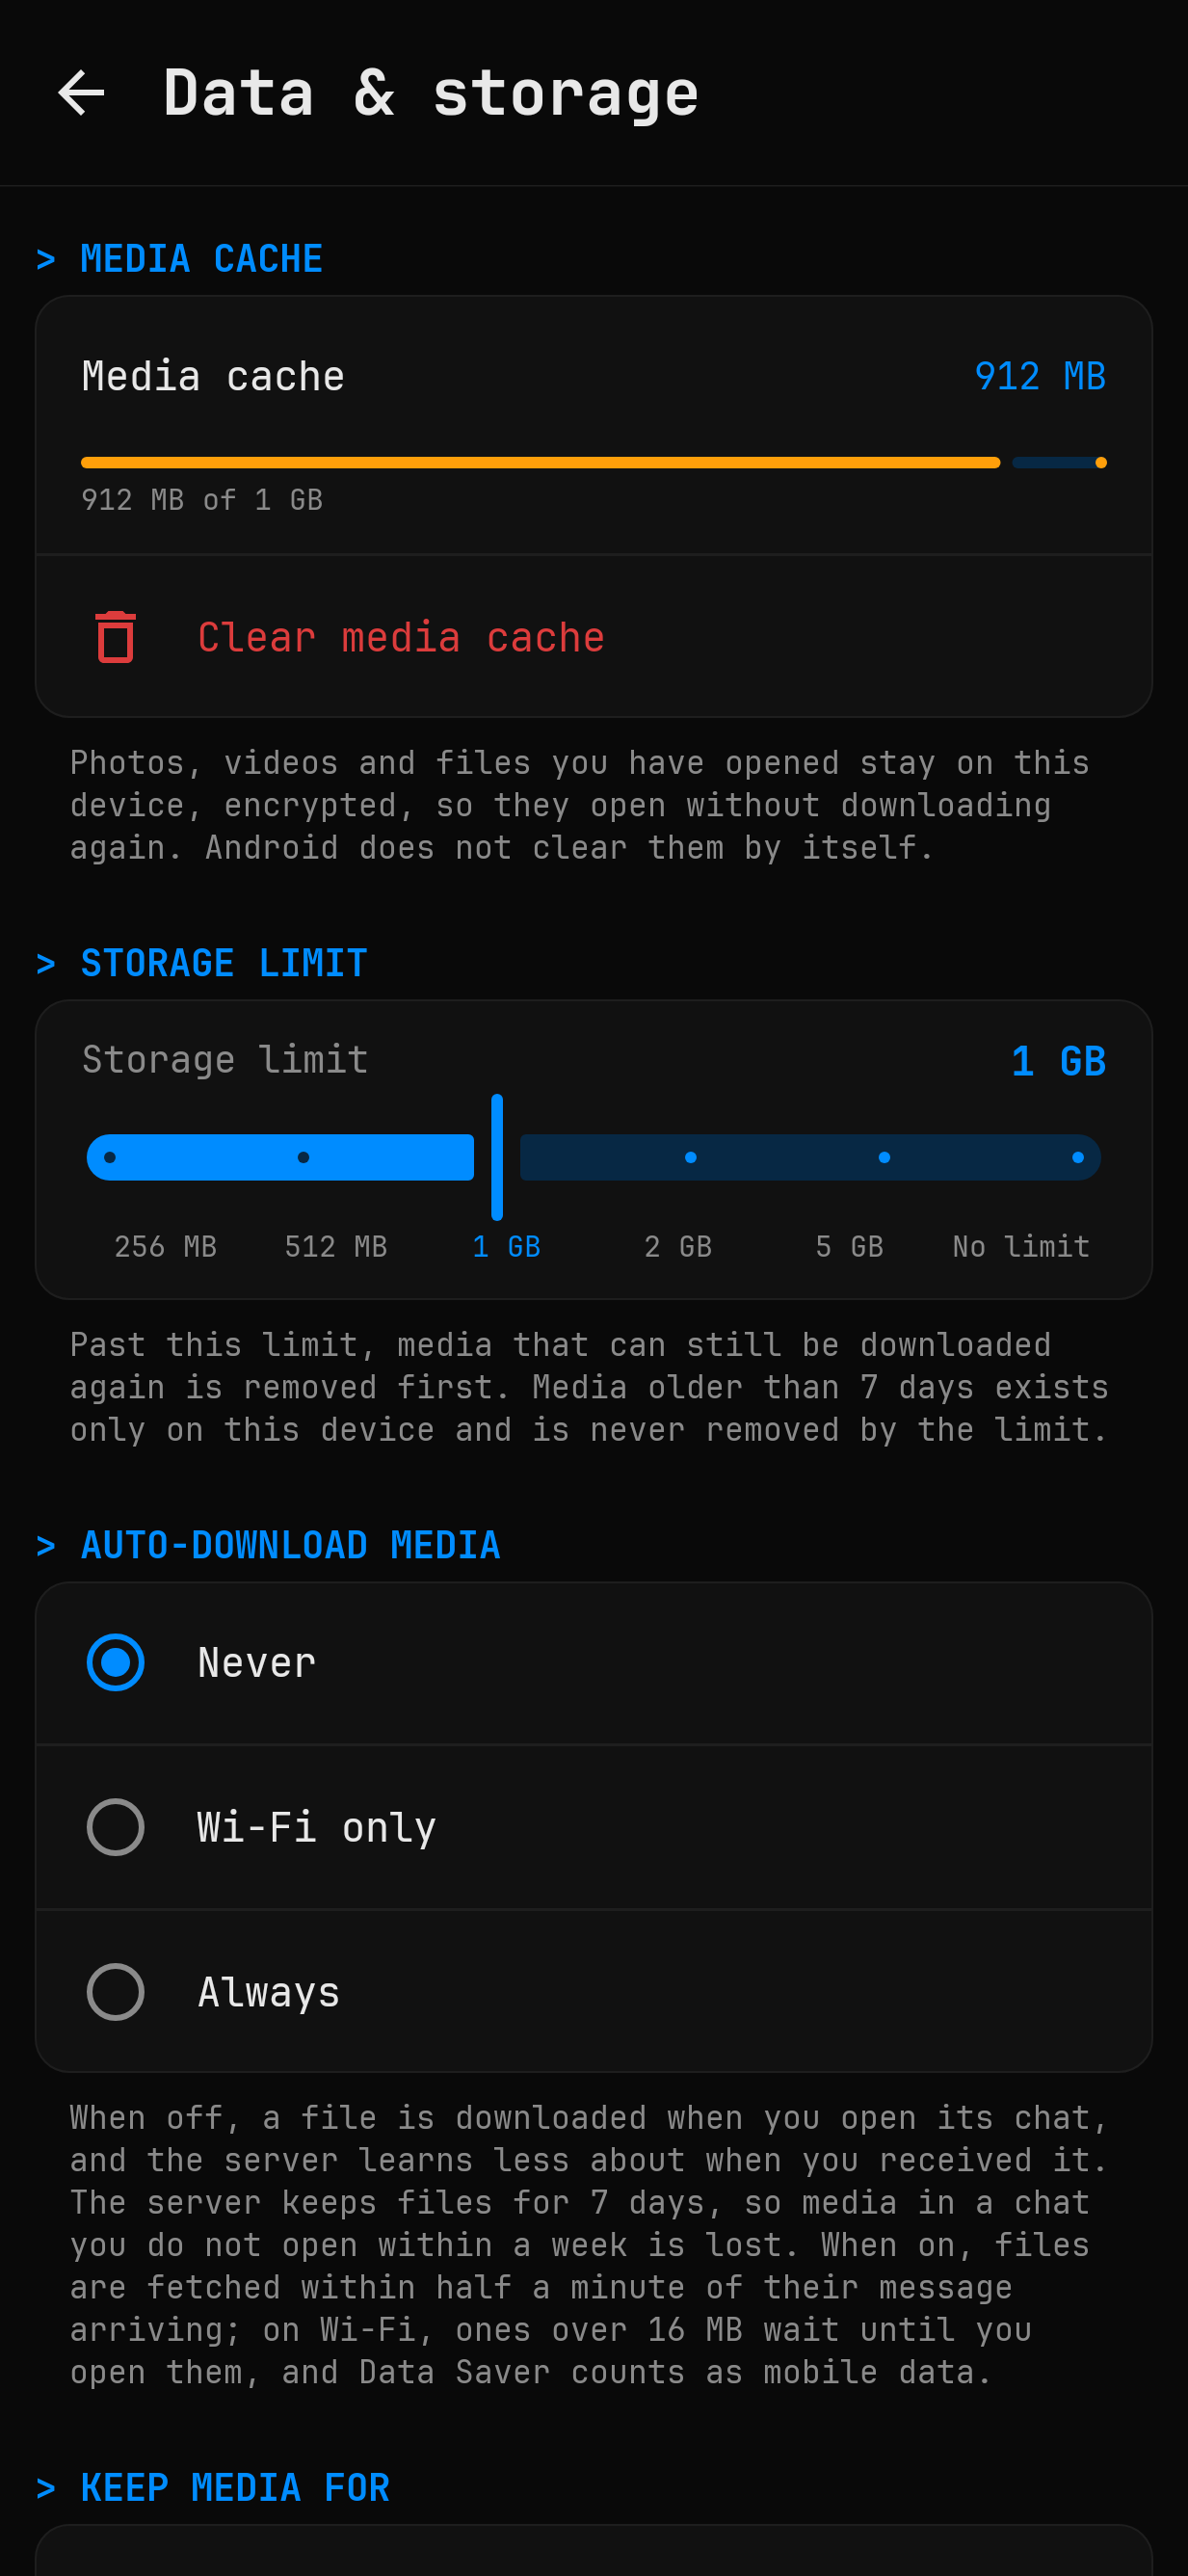 Data & storage
> MEDIA CACHE
Media cache
912 MB
912 MB of 1 GB
Clear media cache
Photos, videos and files you have opened stay on this
device, encrypted, so they open without downloading
again. Android does not clear them by itself.
> STORAGE LIMIT
Storage limit
1 GB
256 MB 512 MB 1 GB 2 GB 5 GB No limit
Past this limit, media that can still be downloaded
again is removed first. Media older than 7 days exists
only on this device and is never removed by the limit.
> AUTO-DOWNLOAD MEDIA
Never
Wi-Fi only
Always
When off, a file is downloaded when you open its chat,
and the server learns less about when you received it.
The server keeps files for 7 days, so media in a chat
you do not open within a week is lost. When on, files
are fetched within half a minute of their message
arriving; on Wi-Fi, ones over 16 MB wait until you
open them, and Data Saver counts as mobile data.
> KEEP MEDIA FOR